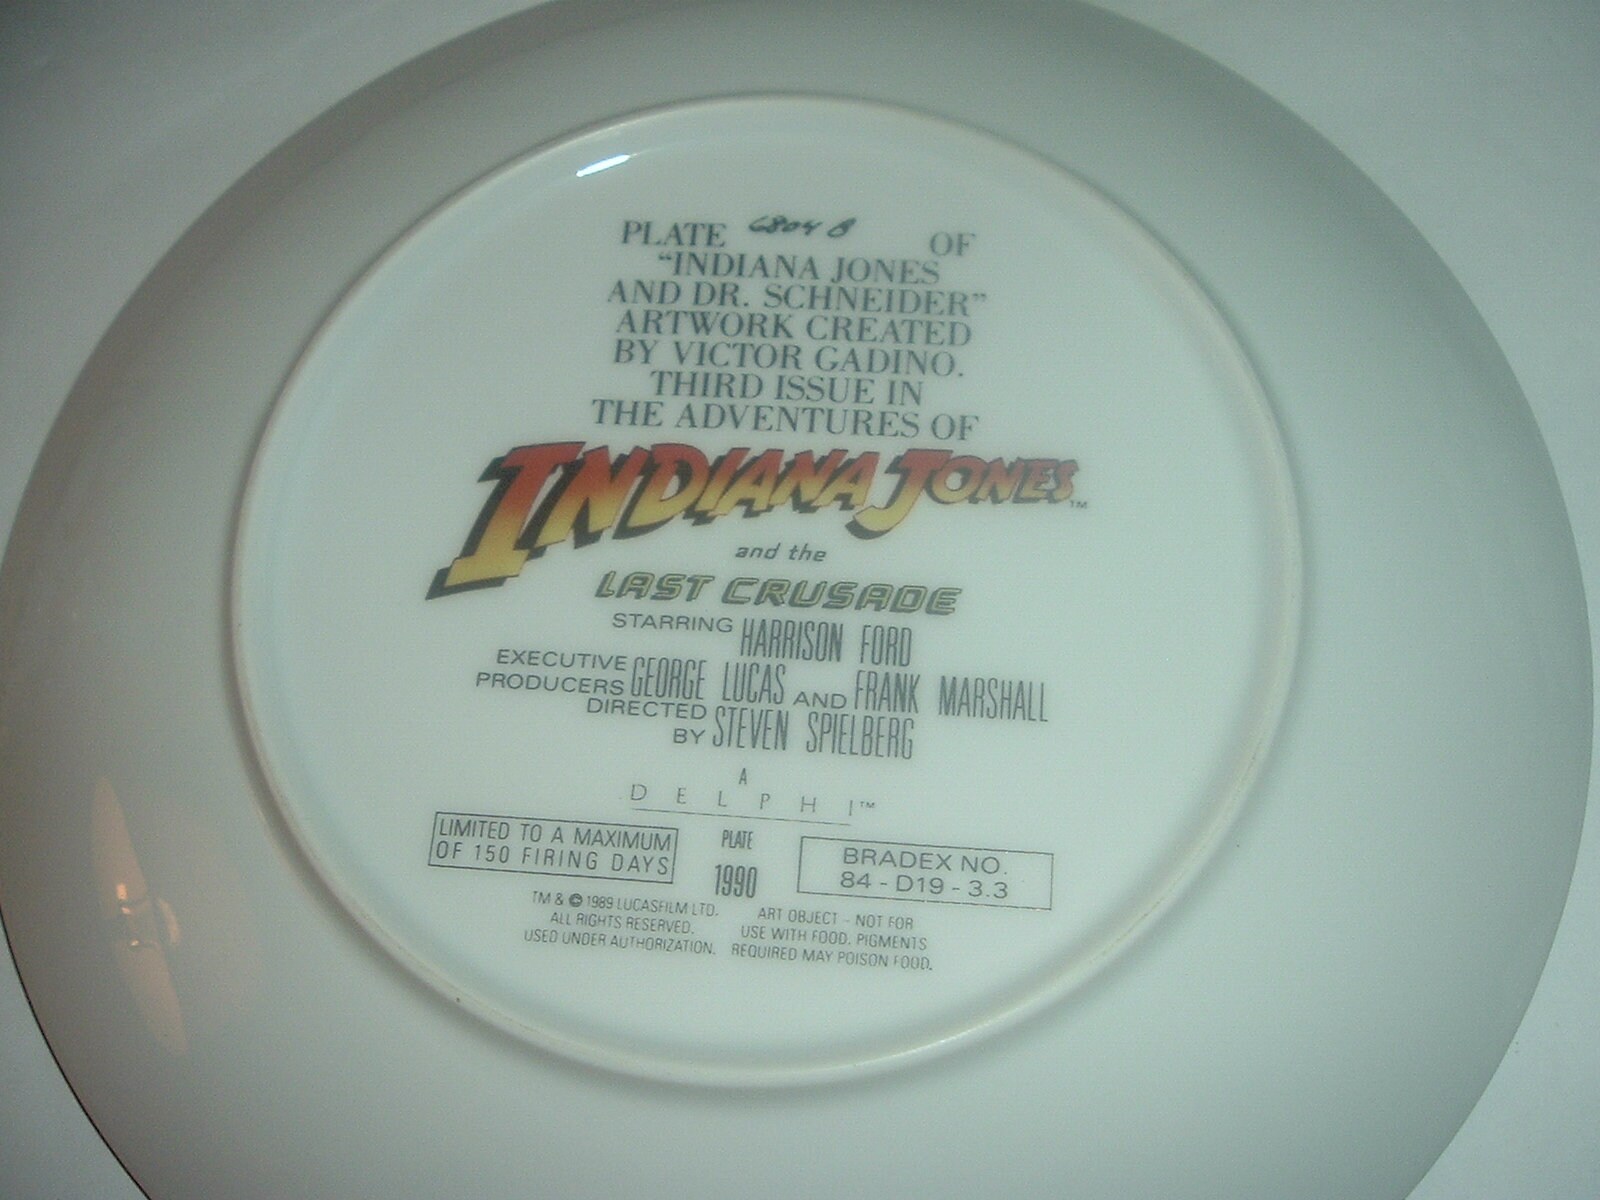 PLATE 6804 B OF
“INDIANA JONES
AND DR. SCHNEIDER”
ARTWORK CREATED
BY VICTOR GADINO.
THIRD ISSUE IN
THE ADVENTURES OF
INDIANA JONES™
and the
LAST CRUSADE
STARRING HARRISON FORD
EXECUTIVE PRODUCERS GEORGE LUCAS AND FRANK MARSHALL
DIRECTED BY STEVEN SPIELBERG
A
DELPHI™
PLATE
1990
LIMITED TO A MAXIMUM
OF 150 FIRING DAYS
BRADEX NO.
84 - D19 - 3.3
TM & © 1989 LUCASFILM LTD.
ALL RIGHTS RESERVED.
USED UNDER AUTHORIZATION.
ART OBJECT - NOT FOR
USE WITH FOOD. PIGMENTS
REQUIRED MAY POISON FOOD.